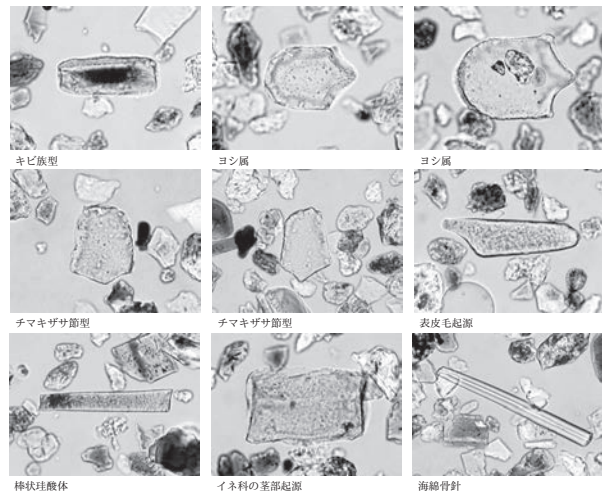 キビ族型
ヨシ属
ヨシ属
チマキザサ節型
チマキザサ節型
表皮毛起源
棒状珪酸体
イネ科の茎部起源
海綿骨針